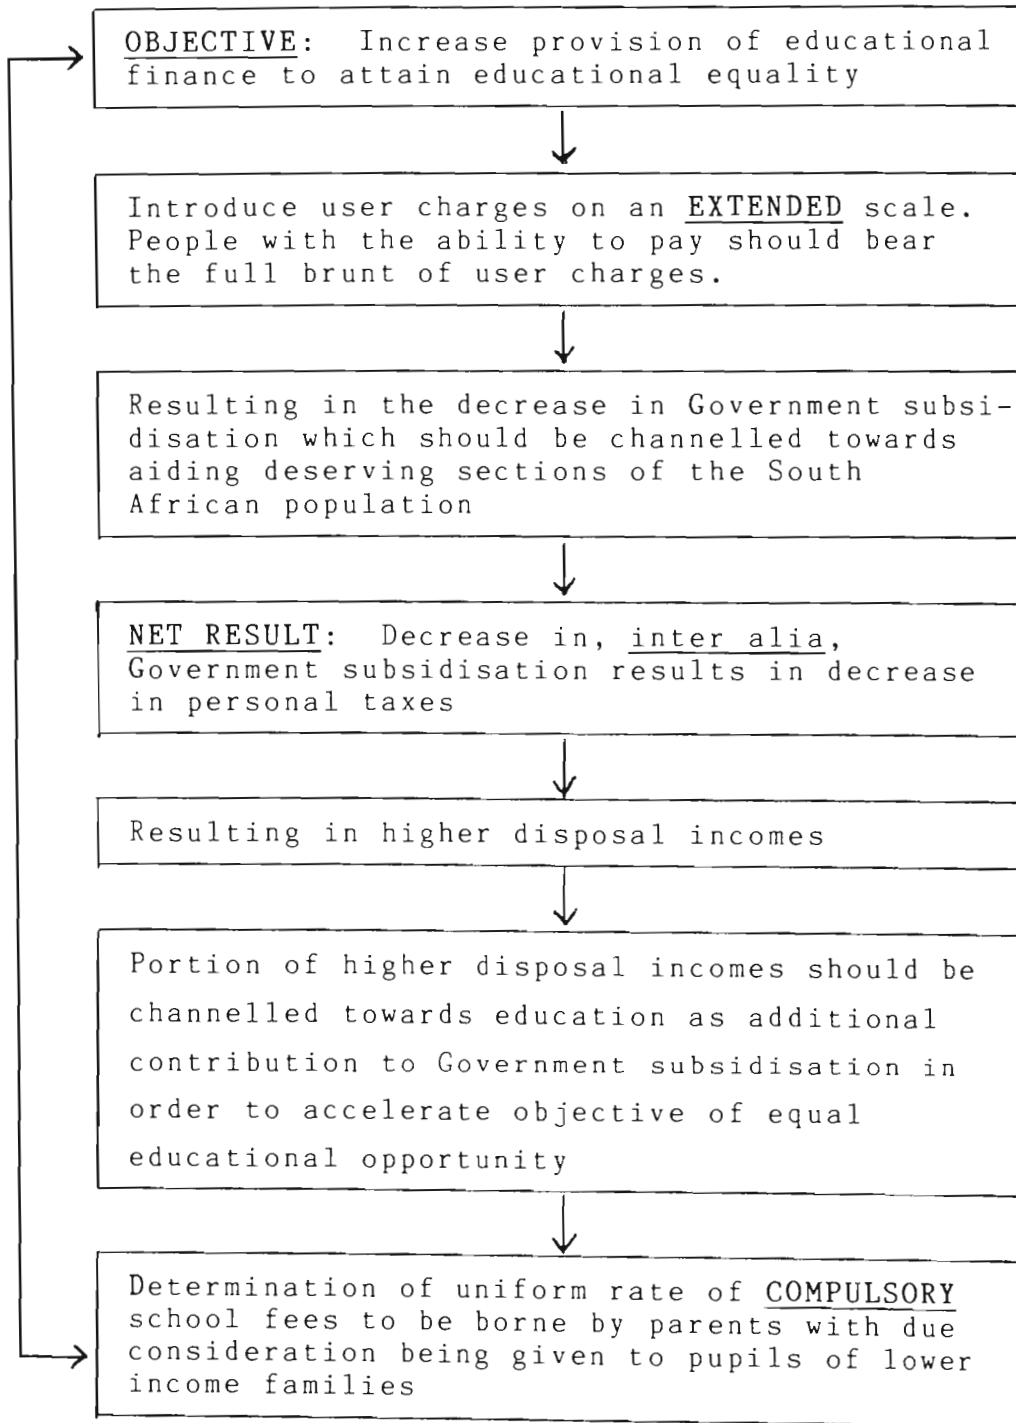 OBJECTIVE: Increase provision of educational
finance to attain educational equality
Introduce user charges on an EXTENDED scale.
People with the ability to pay should bear
the full brunt of user charges.
Resulting in the decrease in Government subsi-
disation which should be channelled towards
aiding deserving sections of the South
African population
NET RESULT: Decrease in, inter alia,
Government subsidisation results in decrease
in personal taxes
Resulting in higher disposal incomes
Portion of higher disposal incomes should be
channelled towards education as additional
contribution to Government subsidisation in
order to accelerate objective of equal
educational opportunity
Determination of uniform rate of COMPULSORY
school fees to be borne by parents with due
consideration being given to pupils of lower
income families